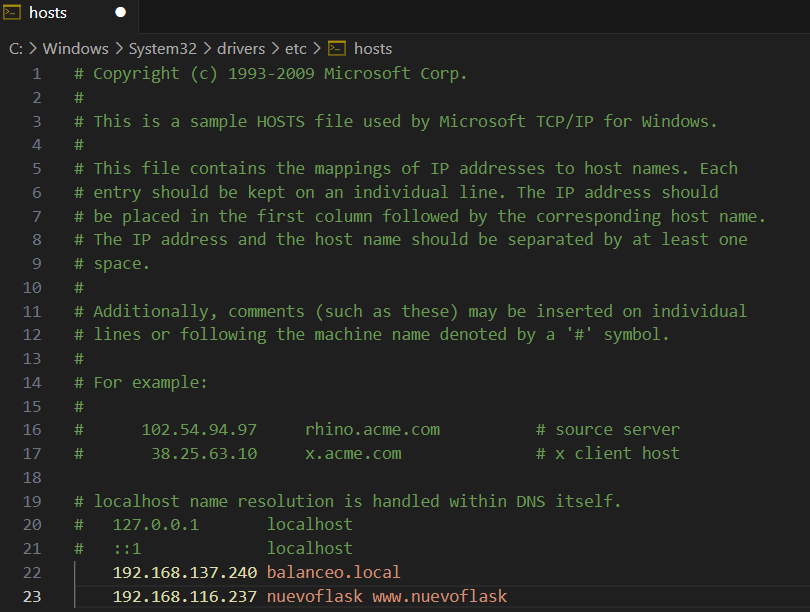 hosts
C: > Windows > System32 > drivers > etc > hosts
1 # Copyright (c) 1993-2009 Microsoft Corp.
2 #
3 # This is a sample HOSTS file used by Microsoft TCP/IP for Windows.
4 #
5 # This file contains the mappings of IP addresses to host names. Each
6 # entry should be kept on an individual line. The IP address should
7 # be placed in the first column followed by the corresponding host name.
8 # The IP address and the host name should be separated by at least one
9 # space.
10 #
11 # Additionally, comments (such as these) may be inserted on individual
12 # lines or following the machine name denoted by a '#' symbol.
13 #
14 # For example:
15 #
16 #      102.54.94.97     rhino.acme.com          # source server
17 #       38.25.63.10     x.acme.com              # x client host
18
19 # localhost name resolution is handled within DNS itself.
20 #   127.0.0.1       localhost
21 #   ::1             localhost
22     192.168.137.240 balanceo.local
23     192.168.116.237 nuevoflask www.nuevoflask